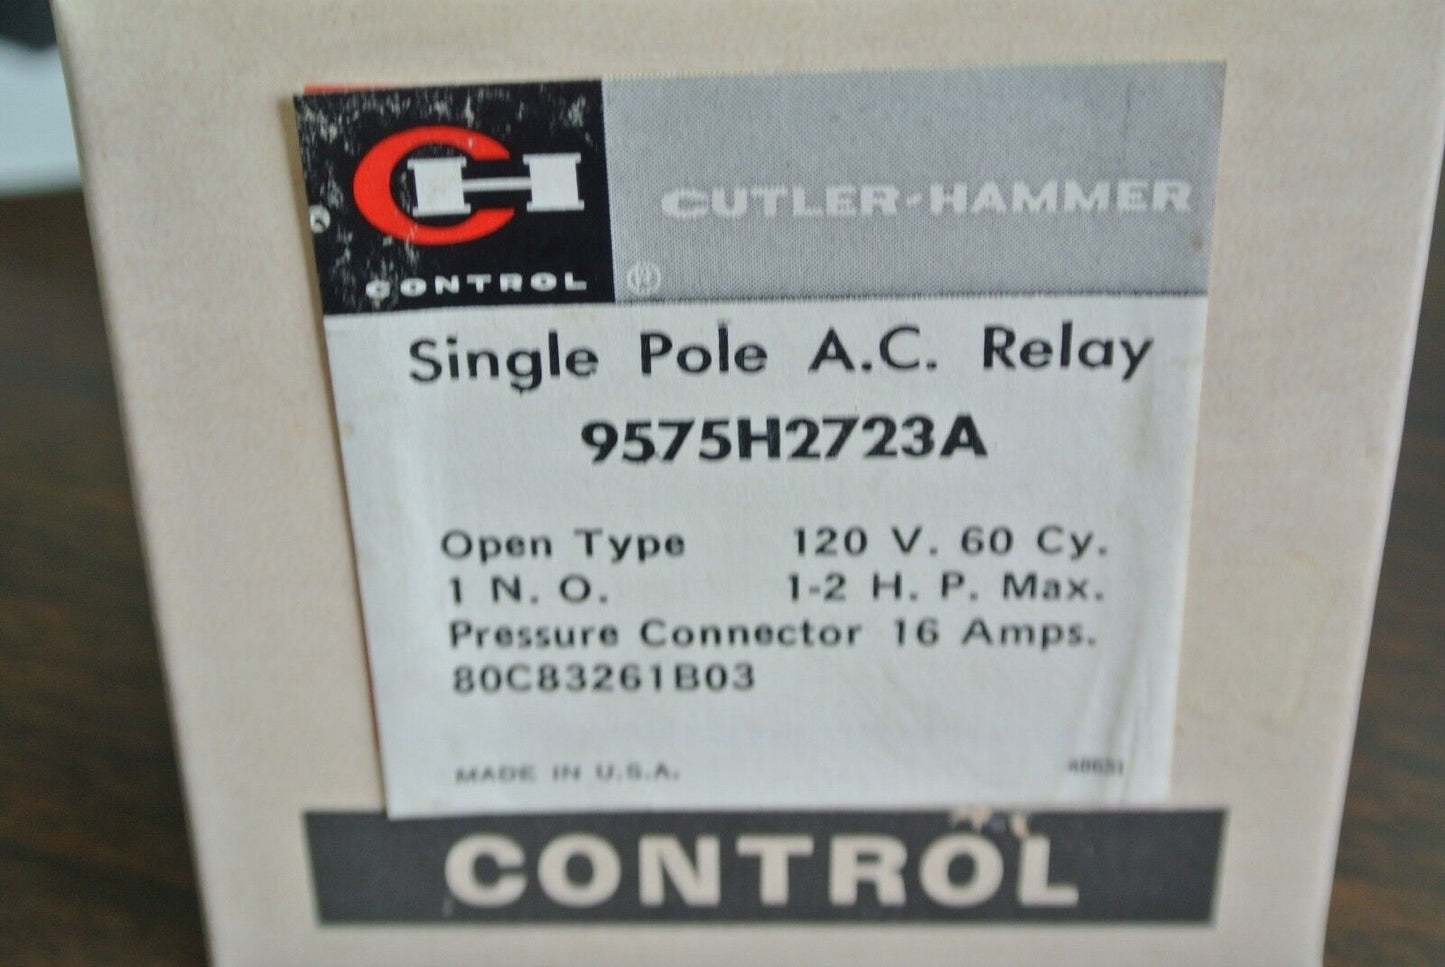 CH
CONTROL ®
CUTLER-HAMMER
Single Pole A.C. Relay
9575H2723A
Open Type 120 V. 60 Cy.
1 N. O. 1-2 H. P. Max.
Pressure Connector 16 Amps.
80C83261B03
MADE IN U.S.A.
CONTROL